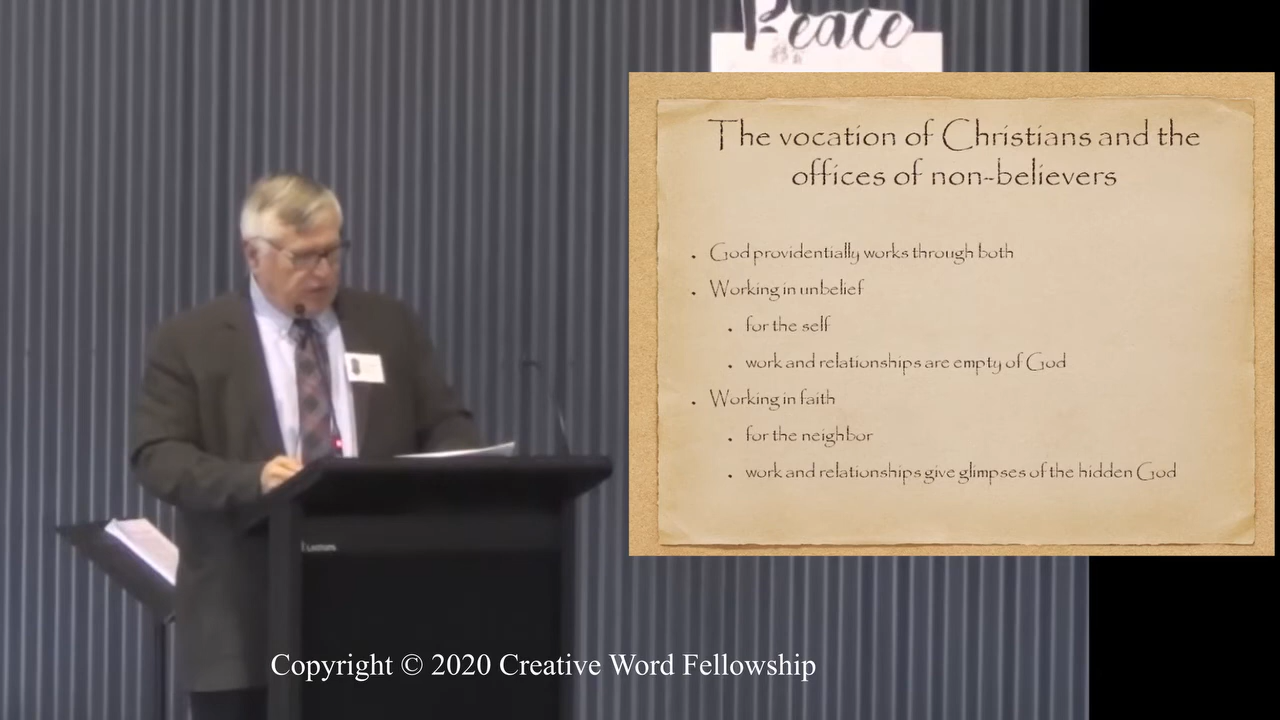 Peace
The vocation of Christians and the
offices of non-believers
God providentially works through both
Working in unbelief
for the self
work and relationships are empty of God
Working in faith
for the neighbor
work and relationships give glimpses of the hidden God
Copyright © 2020 Creative Word Fellowship